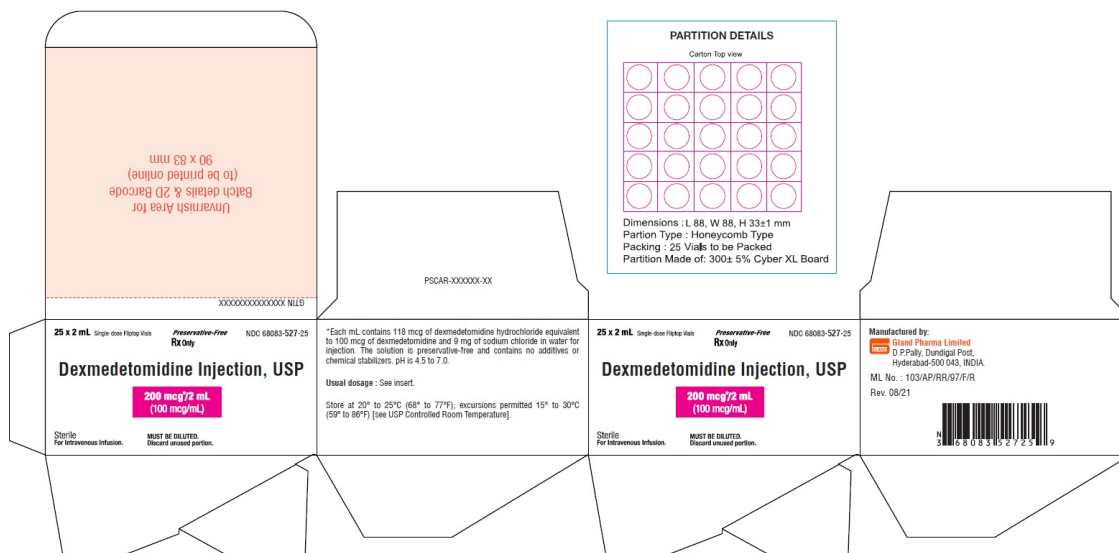 Unvarnish Area for
Batch details & 2D Barcode
(to be printed online)
90 x 83 mm
GTIN XXXXXXXXXXXXXX
PSCAR-XXXXXX-XX
PARTITION DETAILS
Carton Top view
Dimensions : L 88, W 88, H 33±1 mm
Partion Type : Honeycomb Type
Packing : 25 Vials to be Packed
Partition Made of: 300± 5% Cyber XL Board
25 x 2 mL Single-dose Fliptop Vials Preservative-Free NDC 68083-527-25
Rx Only
Dexmedetomidine Injection, USP
200 mcg*/2 mL
(100 mcg/mL)
Sterile MUST BE DILUTED.
For Intravenous Infusion. Discard unused portion.
*Each mL contains 118 mcg of dexmedetomidine hydrochloride equivalent
to 100 mcg of dexmedetomidine and 9 mg of sodium chloride in water for
injection. The solution is preservative-free and contains no additives or
chemical stabilizers. pH is 4.5 to 7.0.
Usual dosage : See insert.
Store at 20° to 25°C (68° to 77°F); excursions permitted 15° to 30°C
(59° to 86°F) [see USP Controlled Room Temperature].
25 x 2 mL Single-dose Fliptop Vials Preservative-Free NDC 68083-527-25
Rx Only
Dexmedetomidine Injection, USP
200 mcg*/2 mL
(100 mcg/mL)
Sterile MUST BE DILUTED.
For Intravenous Infusion. Discard unused portion.
Manufactured by:
Gland Pharma Limited
D.P.Pally, Dundigal Post,
Hyderabad-500 043, INDIA.
ML No. : 103/AP/RR/97/F/R
Rev. 08/21
N
3 68083 52725 9